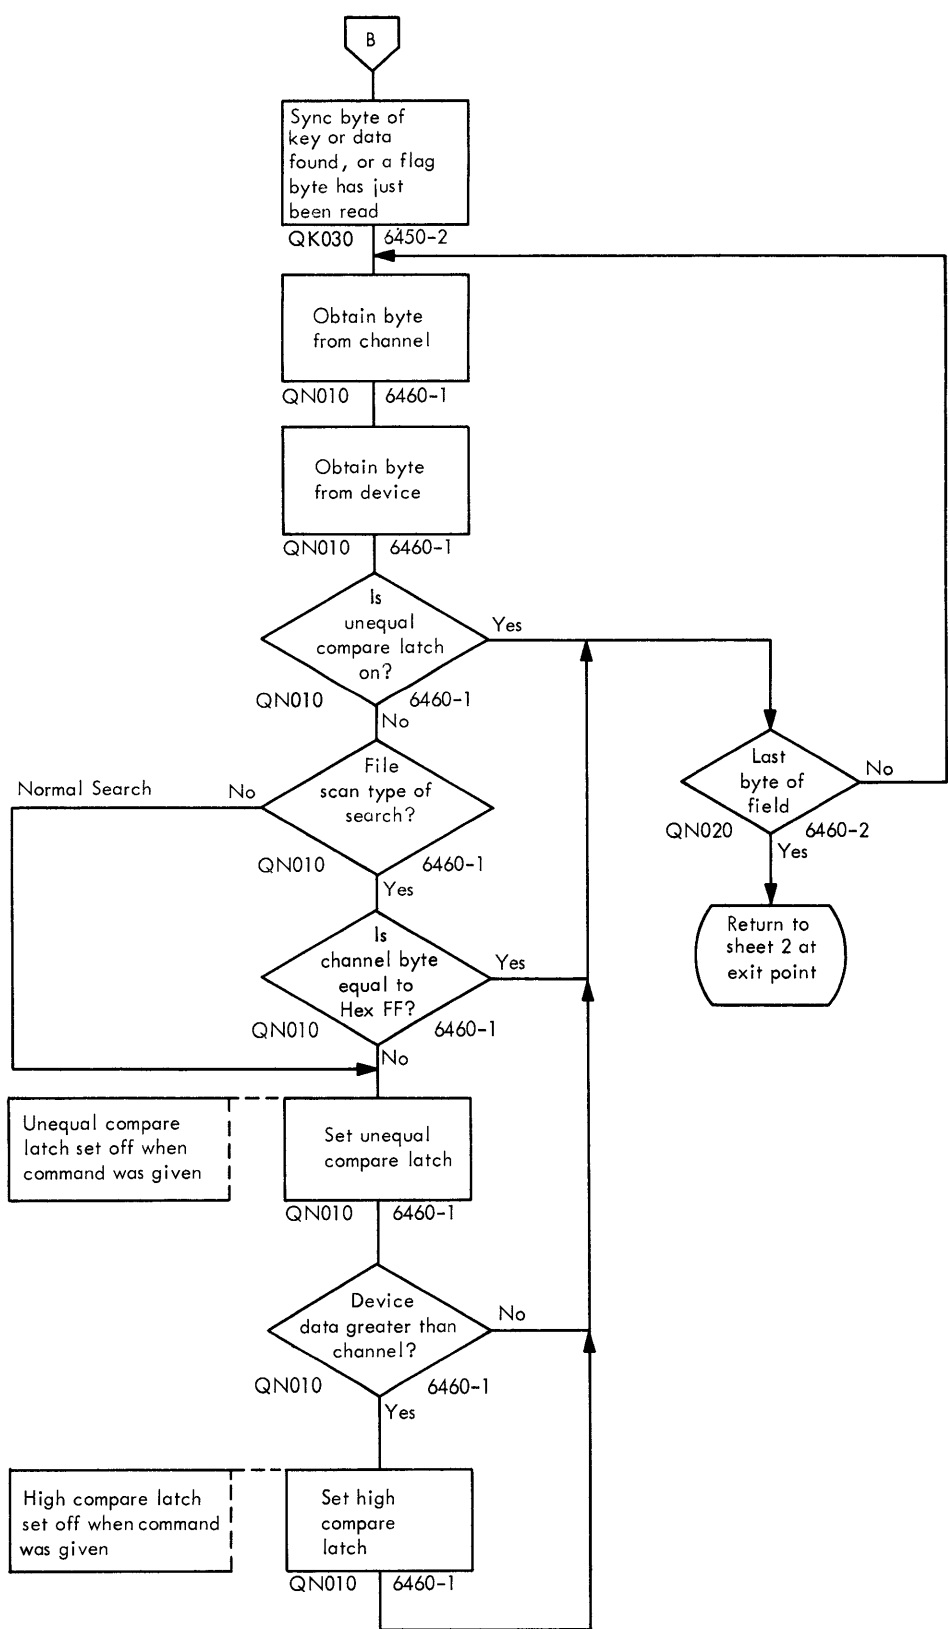 B
Sync byte of
key or data
found, or a flag
byte has just
been read
QK030 6450-2
Obtain byte
from channel
QN010 6460-1
Obtain byte
from device
QN010 6460-1
Is
unequal
compare latch
on?
Yes
QN010 6460-1
No
File
scan type of
search?
Normal Search
No
QN010 6460-1
Yes
Last
byte of
field
No
QN020 6460-2
Yes
Return to
sheet 2 at
exit point
Is
channel byte
equal to
Hex FF?
Yes
QN010 6460-1
No
Unequal compare
latch set off when
command was given
Set unequal
compare latch
QN010 6460-1
Device
data greater than
channel?
No
QN010 6460-1
Yes
High compare latch
set off when command
was given
Set high
compare
latch
QN010 6460-1